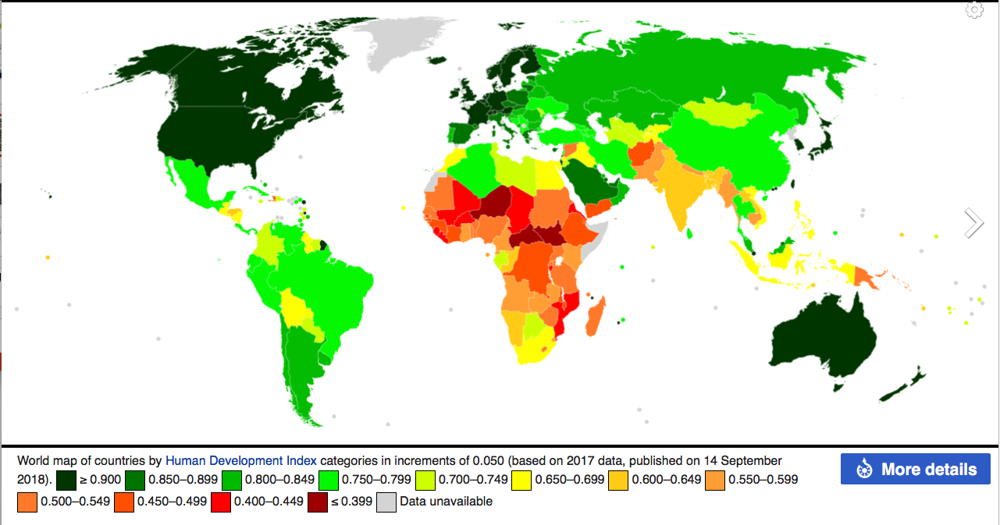 World map of countries by Human Development Index categories in increments of 0.050 (based on 2017 data, published on 14 September
2018). ≥ 0.900 0.850–0.899 0.800–0.849 0.750–0.799 0.700–0.749 0.650–0.699 0.600–0.649 0.550–0.599
0.500–0.549 0.450–0.499 0.400–0.449 ≤ 0.399 Data unavailable
More details